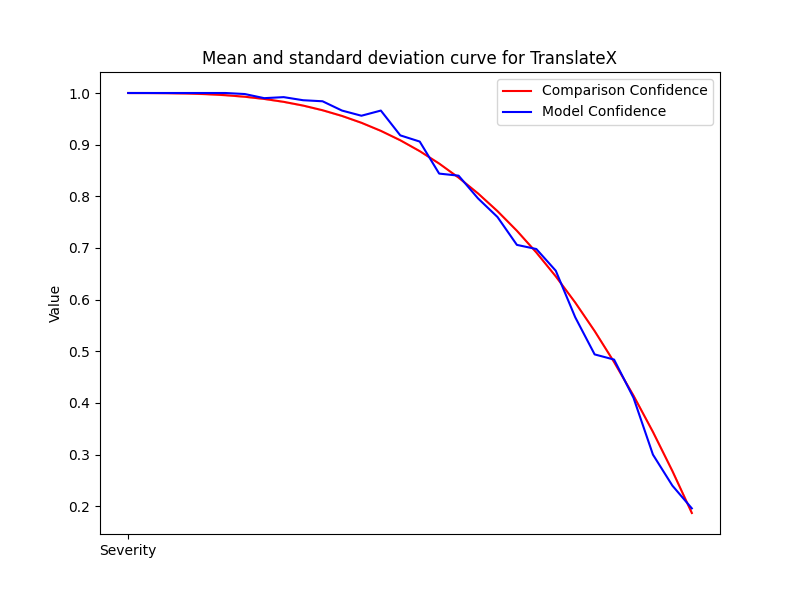 Mean and standard deviation curve for TranslateX
Comparison Confidence
Model Confidence
1.0
0.9
0.8
0.7
0.6
0.5
0.4
0.3
0.2
Value
Severity